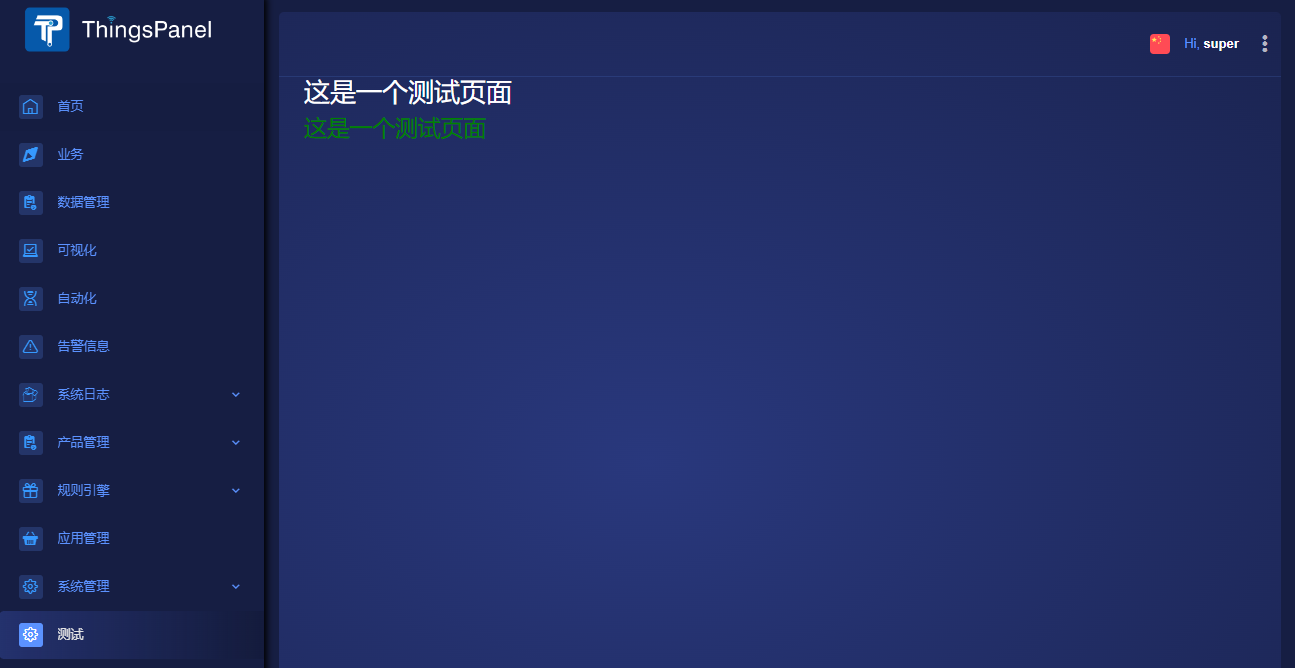 ThingsPanel
Hi, super
这是一个测试页面
这是一个测试页面
首页
业务
数据管理
可视化
自动化
告警信息
系统日志
产品管理
规则引擎
应用管理
系统管理
测试